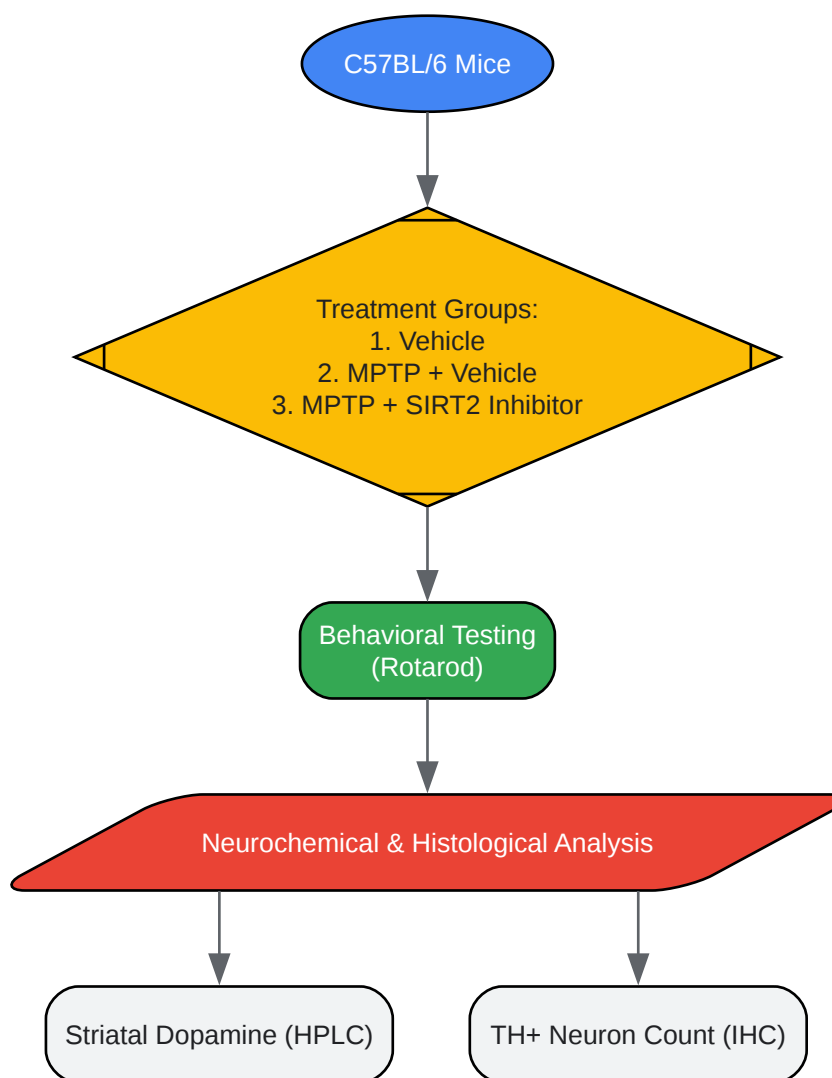 C57BL/6 Mice
Treatment Groups:
1. Vehicle
2. MPTP + Vehicle
3. MPTP + SIRT2 Inhibitor
Behavioral Testing
(Rotarod)
Neurochemical & Histological Analysis
Striatal Dopamine (HPLC)
TH+ Neuron Count (IHC)